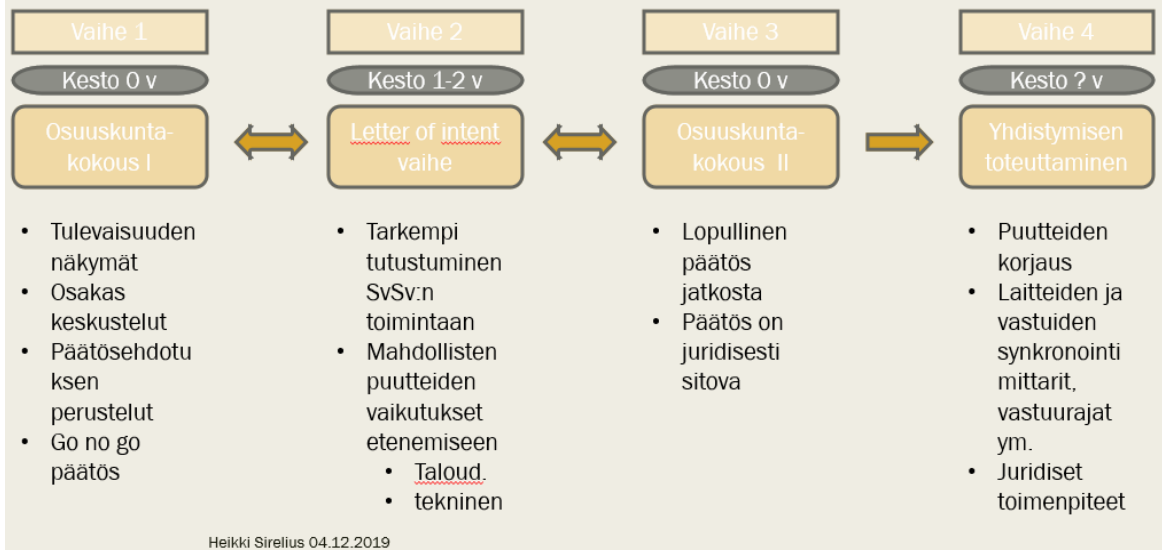 Vaihe 1
Kesto 0 v
Osuuskunta-
kokous I
• Tulevaisuuden
näkymät
• Osakas
keskustelut
• Päätösehdotu
ksen
perustelut
• Go no go
päätös
Vaihe 2
Kesto 1-2 v
Letter of intent
vaihe
• Tarkempi
tutustuminen
SvSv:n
toimintaan
• Mahdollisten
puutteiden
vaikutukset
etenemiseen
• Taloud.
• tekninen
Vaihe 3
Kesto 0 v
Osuuskunta-
kokous II
• Lopullinen
päätös
jatkosta
• Päätös on
juridisesti
sitova
Vaihe 4
Kesto ? v
Yhdistymisen
toteuttaminen
• Puutteiden
korjaus
• Laitteiden ja
vastuiden
synkronointi
mittarit,
vastuurajat
ym.
• Juridiset
toimenpiteet
Heikki Sirelius 04.12.2019